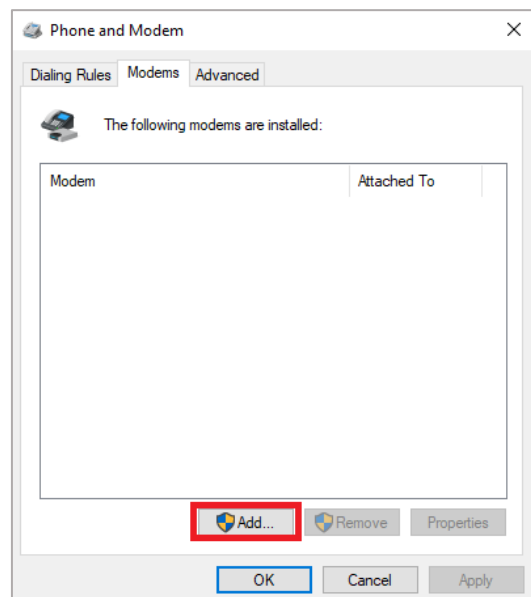 Phone and Modem
Dialing Rules Modems Advanced
The following modems are installed:
Modem Attached To
Add... Remove Properties
OK Cancel Apply